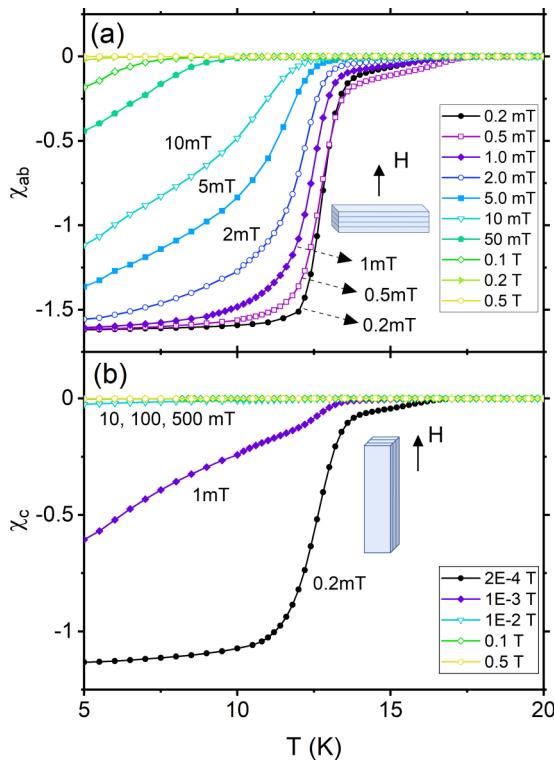 (a)
0
-0.5
-1
-1.5
χab
10mT
5mT
2mT
H
1mT
0.5mT
0.2mT
0.2 mT
0.5 mT
1.0 mT
2.0 mT
5.0 mT
10 mT
50 mT
0.1 T
0.2 T
0.5 T
(b)
0
-0.5
-1
χc
10, 100, 500 mT
1mT
0.2mT
H
2E-4 T
1E-3 T
1E-2 T
0.1 T
0.5 T
5
10
15
20
T (K)